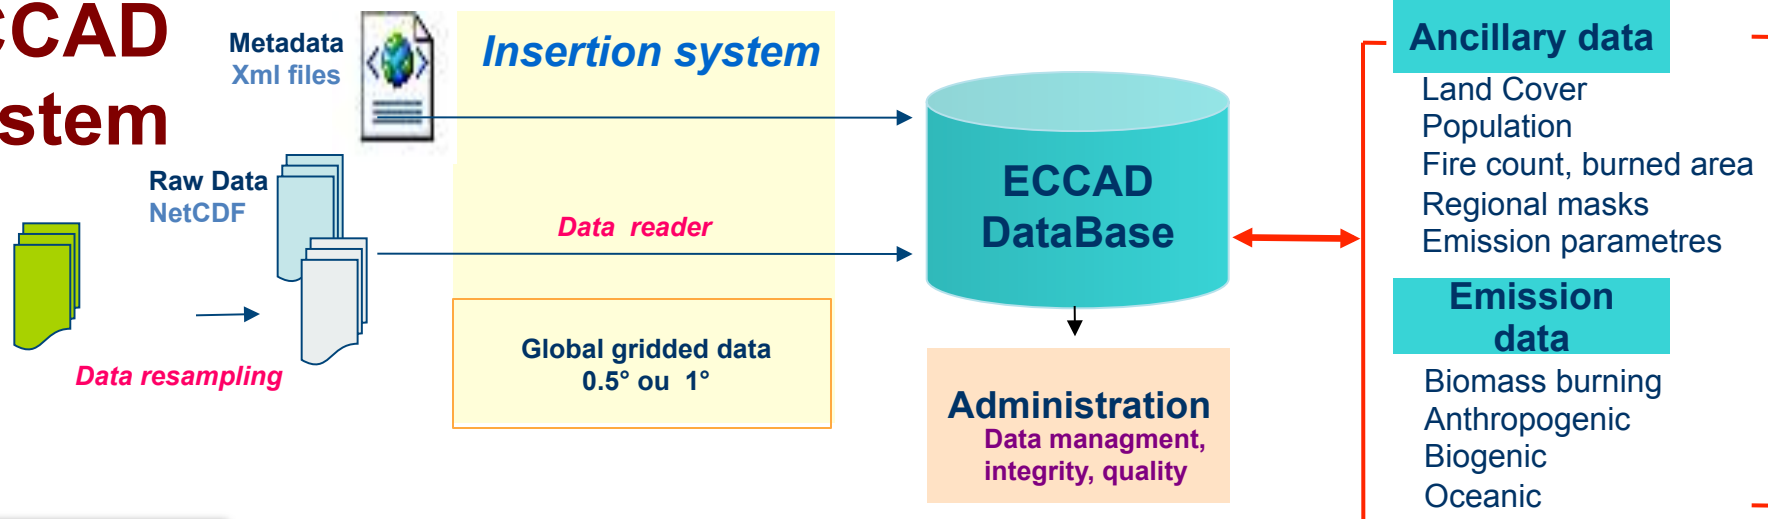 CCAD
stem
Metadata
Xml files
Insertion system
Raw Data
NetCDF
Data reader
Data resampling
Global gridded data
0.5° ou 1°
ECCAD
DataBase
Administration
Data managment,
integrity, quality
Ancillary data
Land Cover
Population
Fire count, burned area
Regional masks
Emission parametres
Emission
data
Biomass burning
Anthropogenic
Biogenic
Oceanic